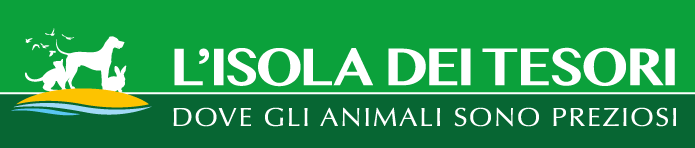 L'ISOLA DEI TESORI
DOVE GLI ANIMALI SONO PREZIOSI